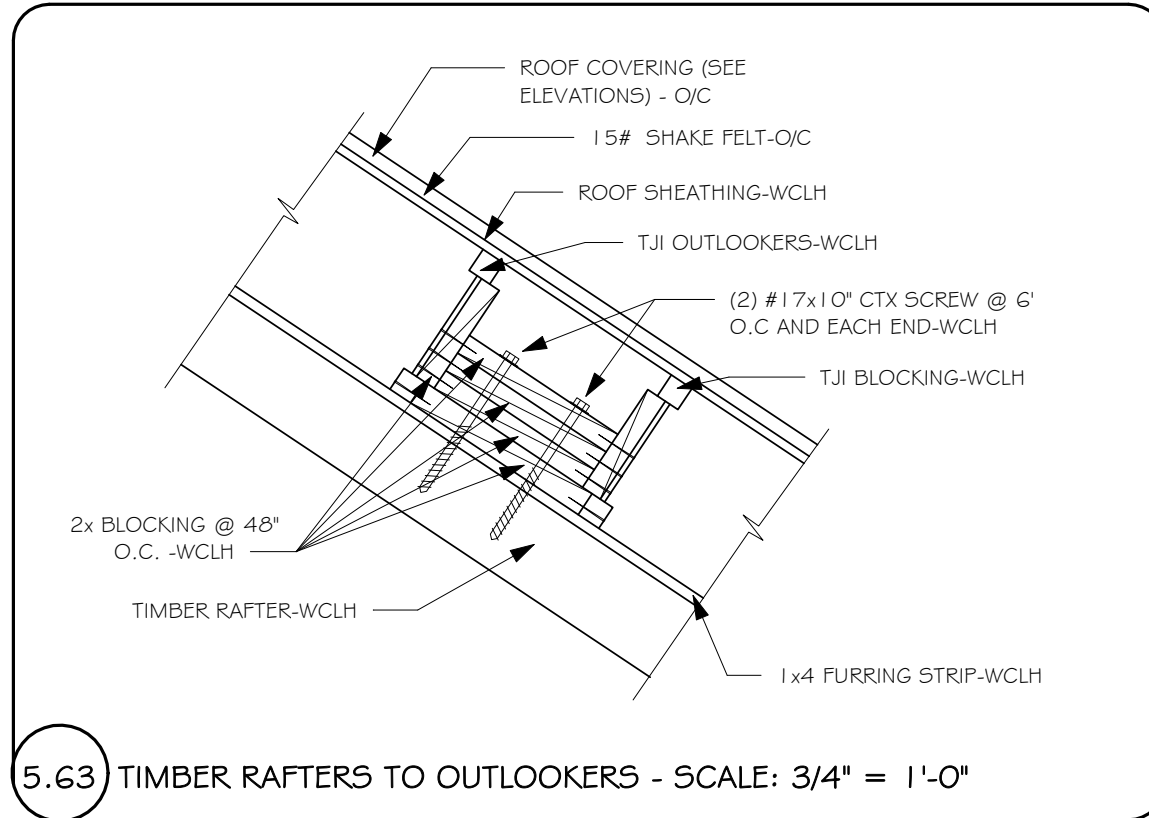 ROOF COVERING (SEE
ELEVATIONS) - O/C
15# SHAKE FELT-O/C
ROOF SHEATHING-WCLH
TJI OUTLOOKERS-WCLH
(2) #17x10" CTX SCREW @ 6'
O.C AND EACH END-WCLH
TJI BLOCKING-WCLH
2x BLOCKING @ 48"
O.C. -WCLH
TIMBER RAFTER-WCLH
1x4 FURRING STRIP-WCLH
5.63 TIMBER RAFTERS TO OUTLOOKERS - SCALE: 3/4" = 1'-0"